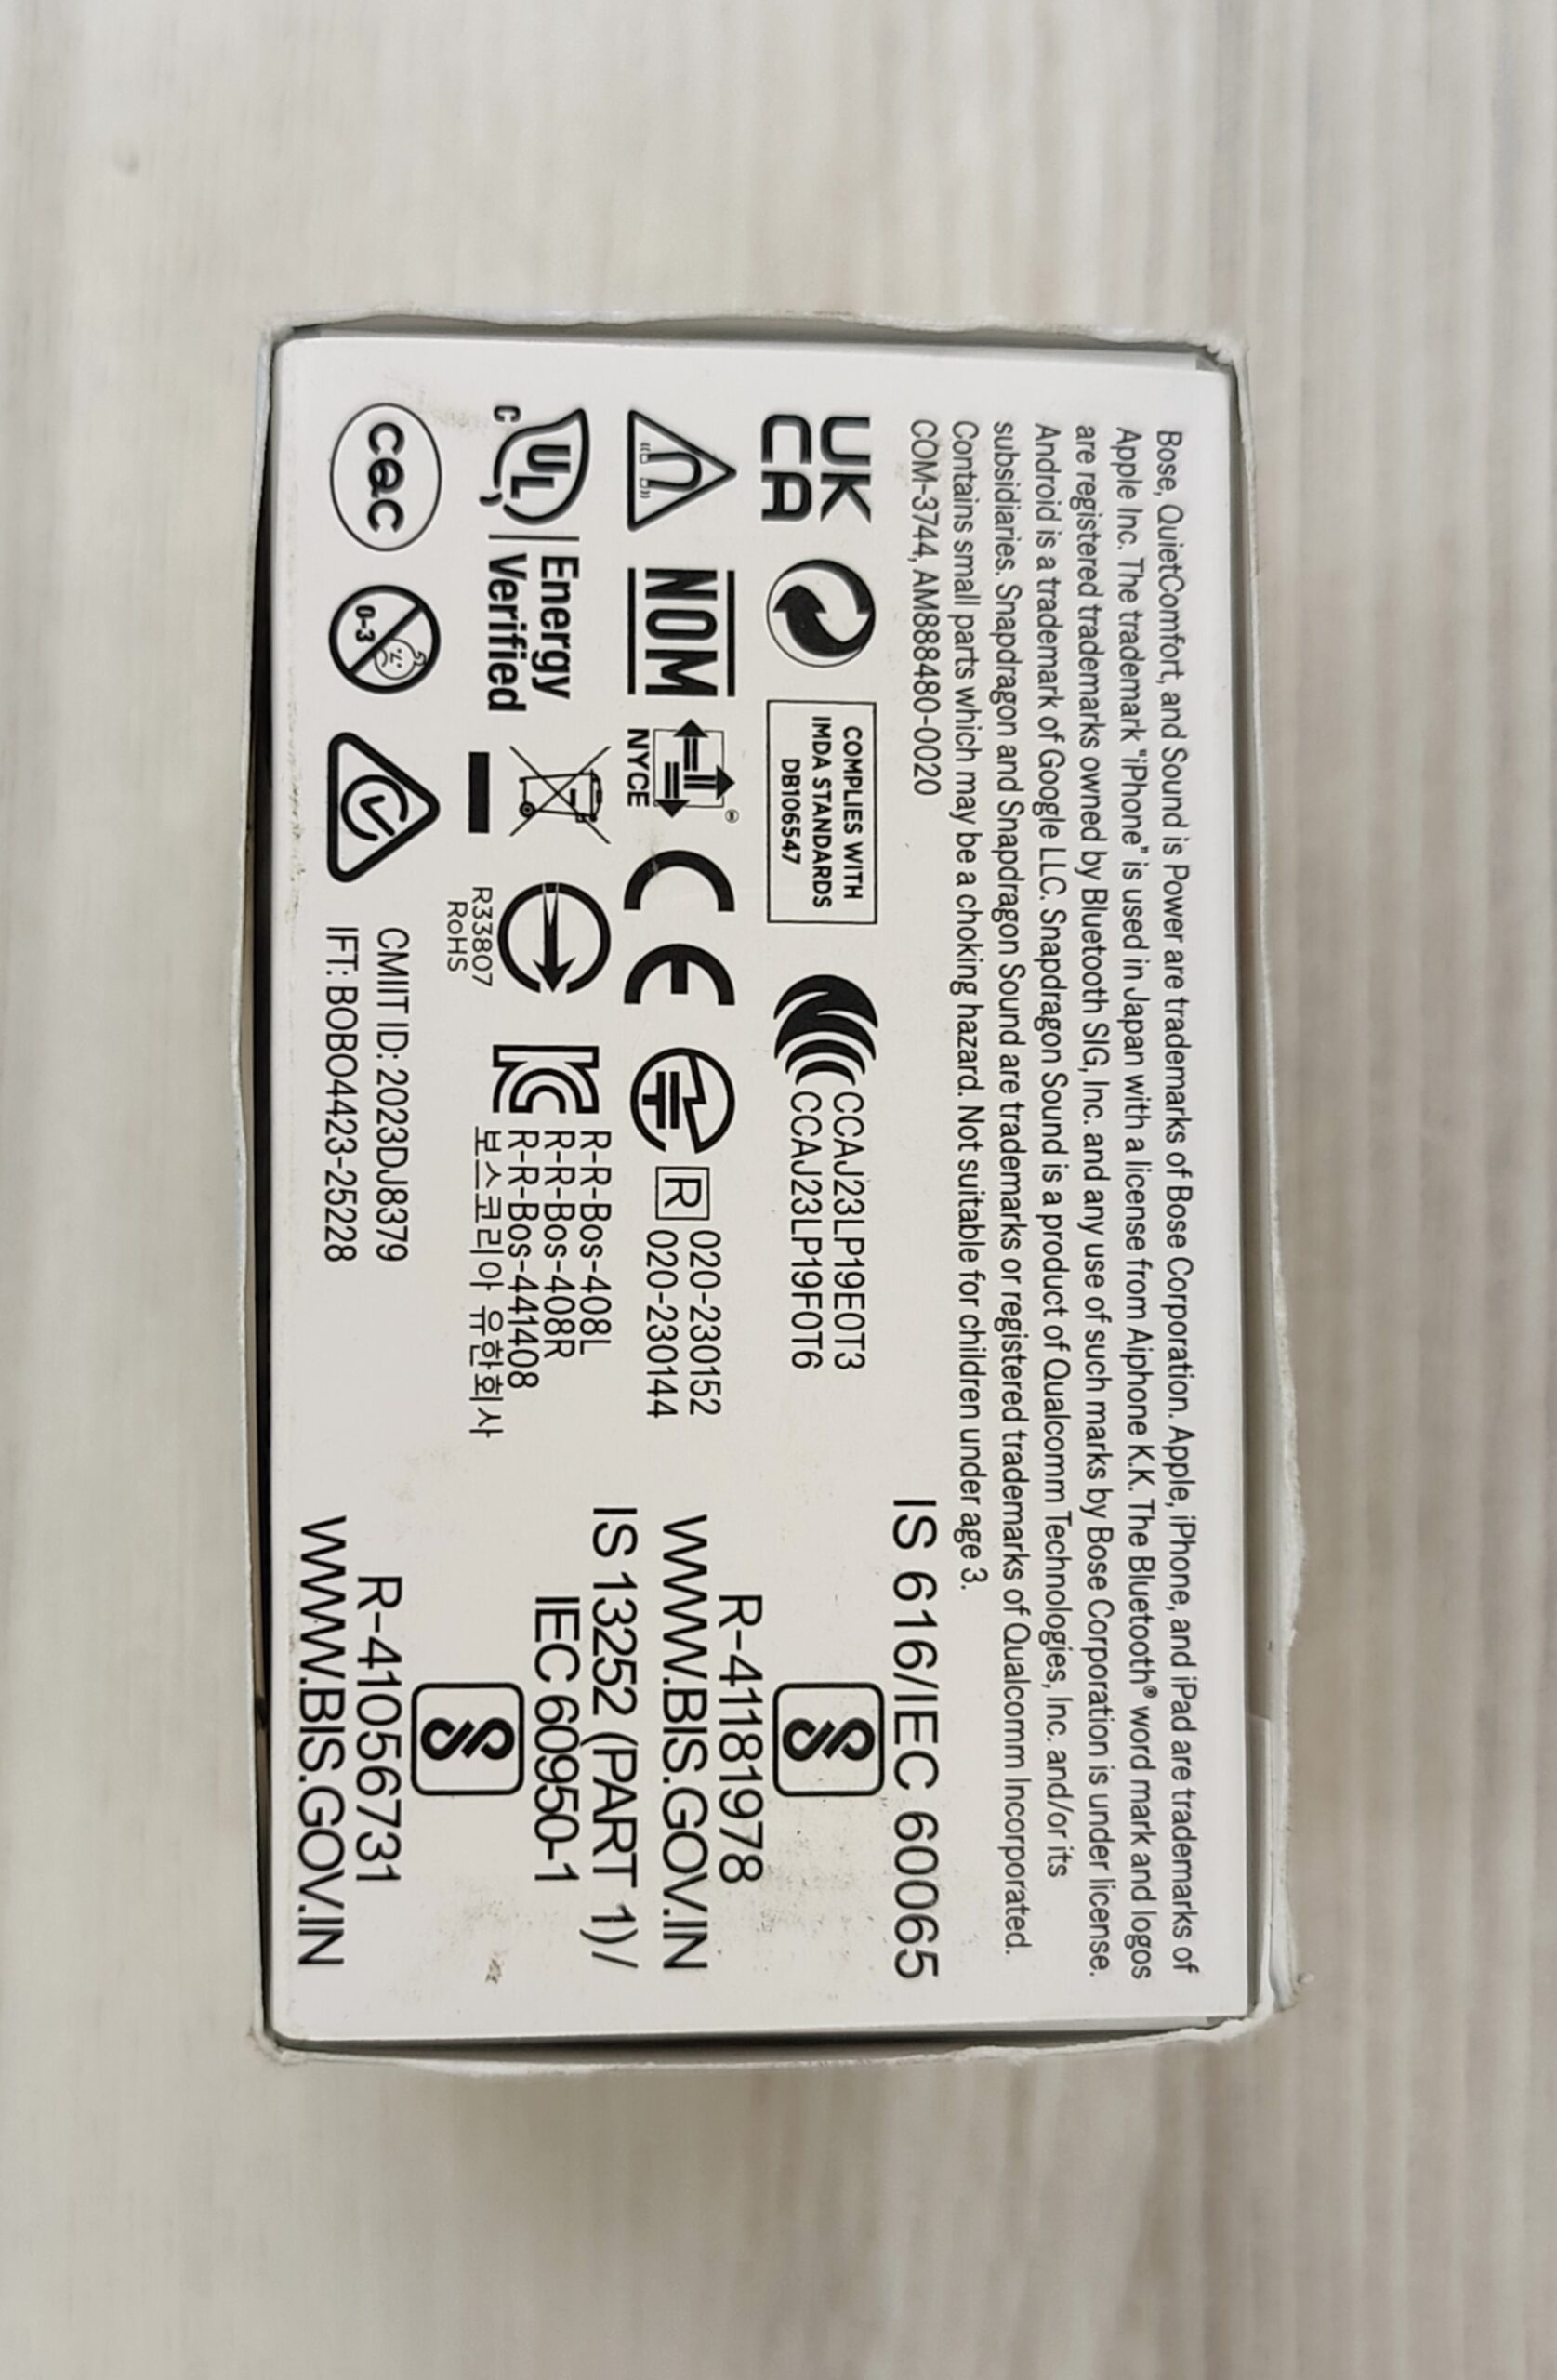 Bose, QuietComfort, and Sound is Power are trademarks of Bose Corporation. Apple, iPhone, and iPad are trademarks of
Apple Inc. The trademark "iPhone" is used in Japan with a license from Aiphone K.K. The Bluetooth® word mark and logos
are registered trademarks owned by Bluetooth SIG, Inc. and any use of such marks by Bose Corporation is under license.
Android is a trademark of Google LLC. Snapdragon Sound is a product of Qualcomm Technologies, Inc. and/or its
subsidiaries. Snapdragon and Snapdragon Sound are trademarks or registered trademarks of Qualcomm Incorporated.
Contains small parts which may be a choking hazard. Not suitable for children under age 3.
COM-3744, AM888480-0020
UK
CA
COMPLIES WITH
IMDA STANDARDS
DB106547
CCAJ23LP19E0T3
CCAJ23LP19F0T6
NOM
NYCE
®
CE
R
020-230152
020-230144
C
UL
Energy
Verified
R33807
RoHS
R-R-Bos-408L
R-R-Bos-408R
R-R-Bos-441408
보스코리아 유한회사
cec
0-3
CMIIT ID: 2023DJ8379
IFT: BOBO4423-25228
IS 616/IEC 60065
R-41181978
WWW.BIS.GOV.IN
IS 13252 (PART 1)/
IEC 60950-1
R-41056731
WWW.BIS.GOV.IN